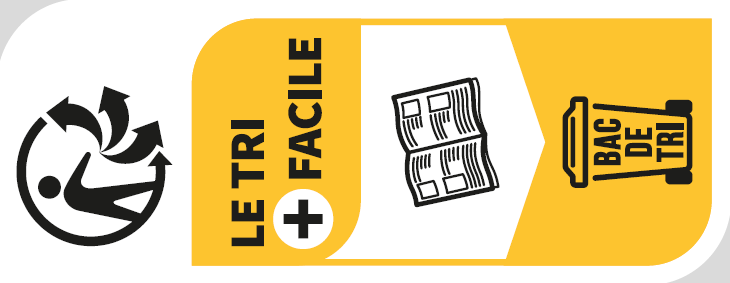 LE TRI
+ FACILE
BAC
DE
TRI